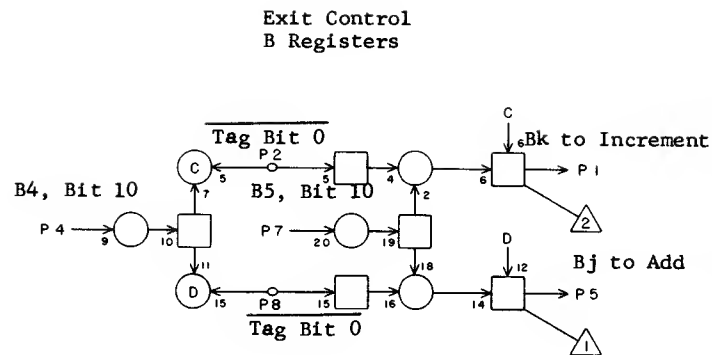 Exit Control
B Registers
Tag Bit 0
C
P2
6
Bk to Increment
C
5
5
4
6
P1
B4, Bit 10
7
B5, Bit 10
2
2
P4
9
10
P7
20
19
D
12
Bj to Add
11
18
D
15
P8
15
16
14
P5
Tag Bit 0
1